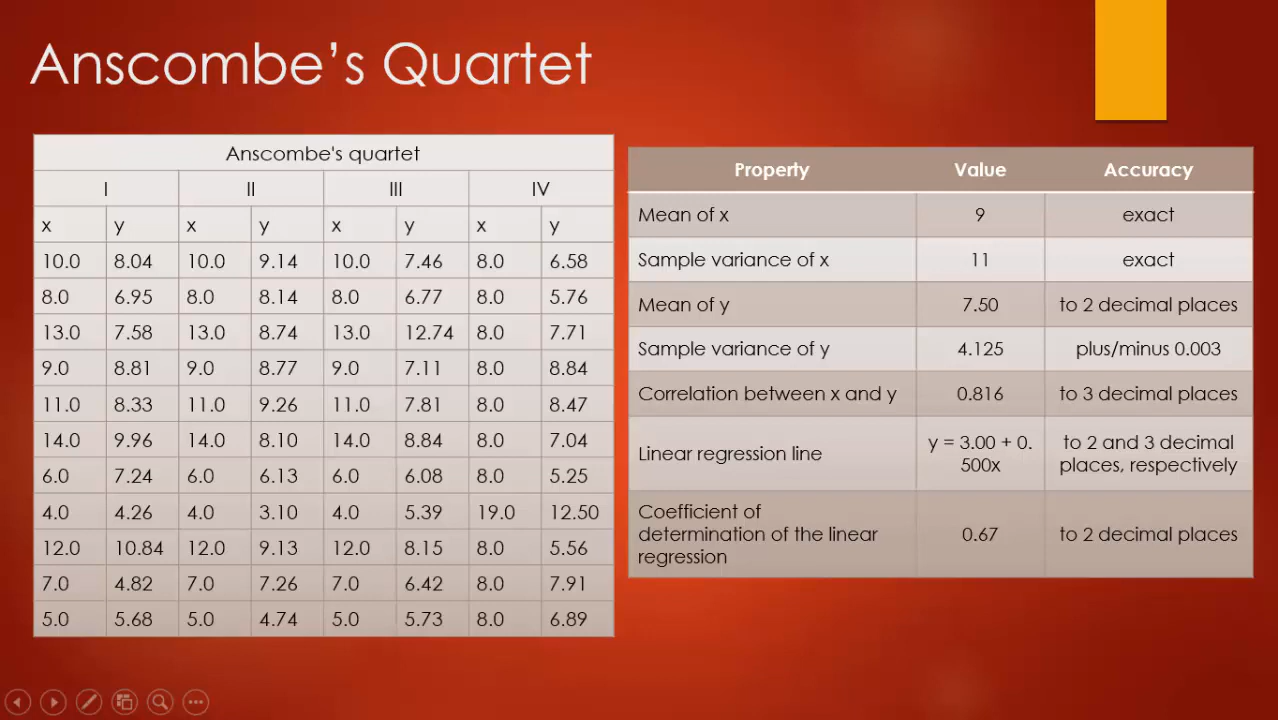 Anscombe's Quartet
Anscombe's quartet
I II III IV
x y x y x y x y
10.0 8.04 10.0 9.14 10.0 7.46 8.0 6.58
8.0 6.95 8.0 8.14 8.0 6.77 8.0 5.76
13.0 7.58 13.0 8.74 13.0 12.74 8.0 7.71
9.0 8.81 9.0 8.77 9.0 7.11 8.0 8.84
11.0 8.33 11.0 9.26 11.0 7.81 8.0 8.47
14.0 9.96 14.0 8.10 14.0 8.84 8.0 7.04
6.0 7.24 6.0 6.13 6.0 6.08 8.0 5.25
4.0 4.26 4.0 3.10 4.0 5.39 19.0 12.50
12.0 10.84 12.0 9.13 12.0 8.15 8.0 5.56
7.0 4.82 7.0 7.26 7.0 6.42 8.0 7.91
5.0 5.68 5.0 4.74 5.0 5.73 8.0 6.89
Property Value Accuracy
Mean of x 9 exact
Sample variance of x 11 exact
Mean of y 7.50 to 2 decimal places
Sample variance of y 4.125 plus/minus 0.003
Correlation between x and y 0.816 to 3 decimal places
Linear regression line
y = 3.00 + 0.
500x
to 2 and 3 decimal
places, respectively
Coefficient of
determination of the linear
regression
0.67
to 2 decimal places